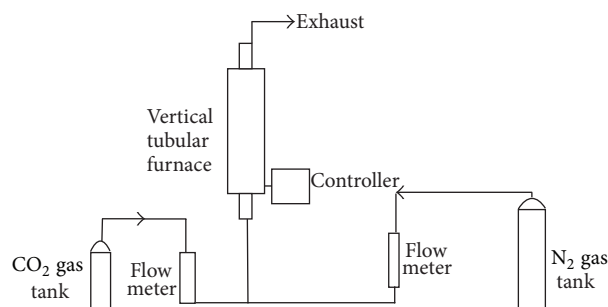 Exhaust
Vertical
tubular
furnace
Controller
CO₂ gas
tank
Flow
meter
Flow
meter
N₂ gas
tank